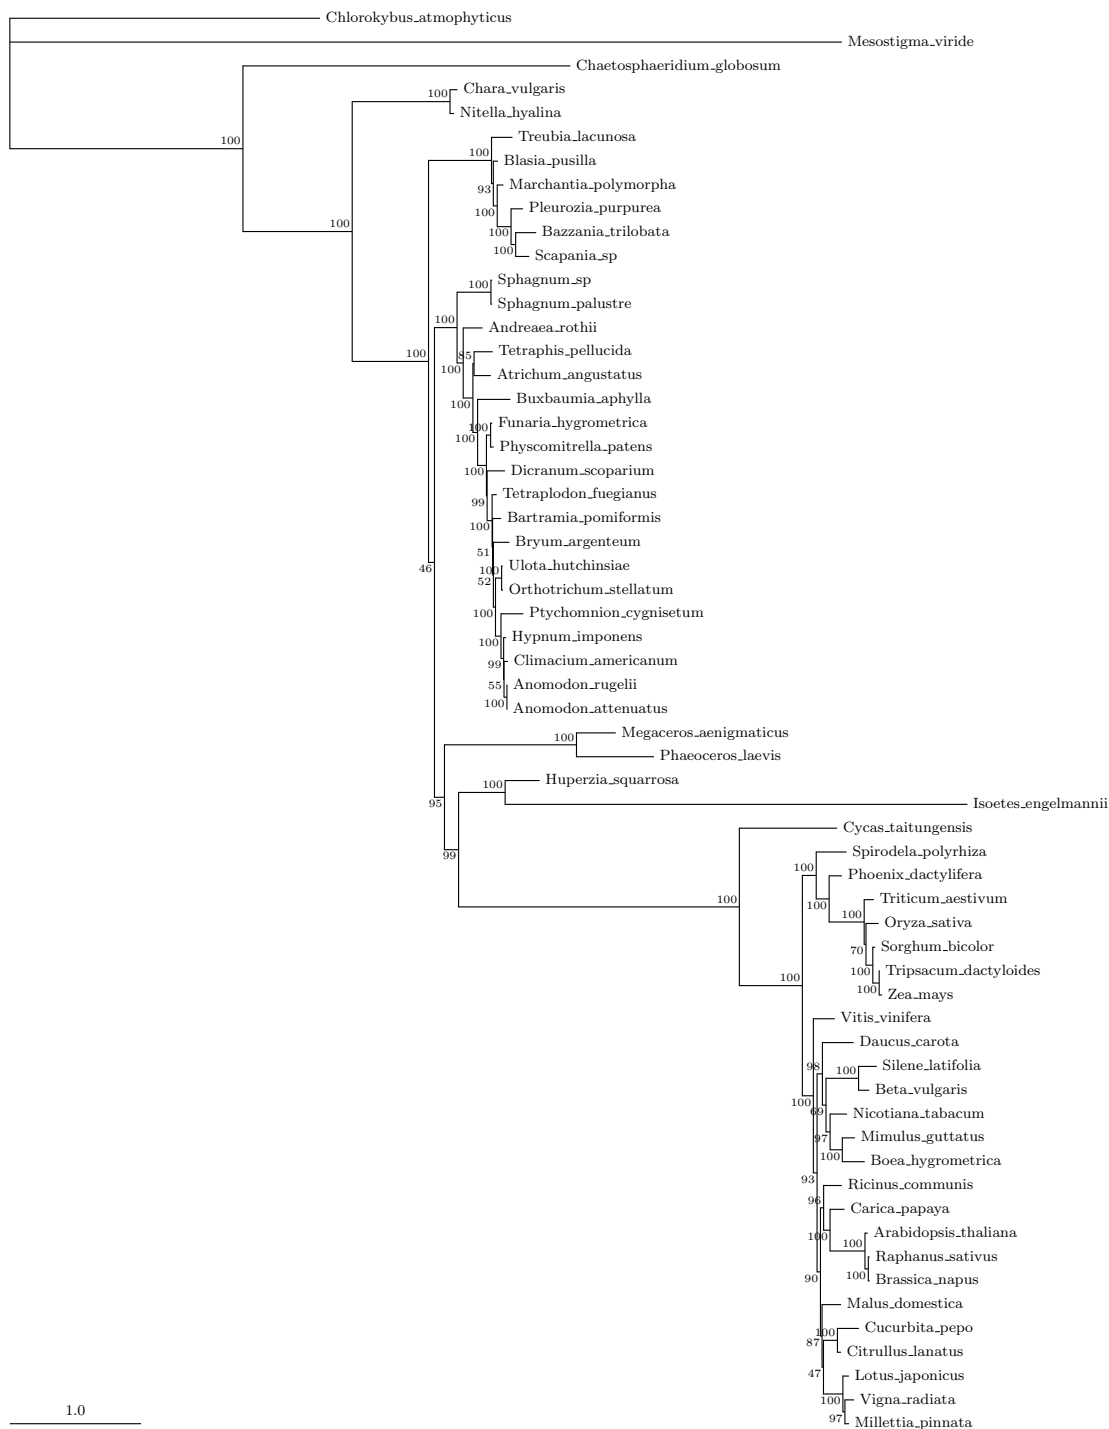 Chlorokybus_atmophyticus
Mesostigma_viride
Chaetosphaeridium_globosum
Chara_vulgaris
100
Nitella_hyalina
Treubia_lacunosa
100
100
Blasia_pusilla
Marchantia_polymorpha
93
Pleurozia_purpurea
100
100
Bazzania_trilobata
100
100
Scapania_sp
Sphagnum_sp
100
Sphagnum_palustre
100
Andreaea_rothii
Tetraphis_pellucida
100
85
100
Atrichum_angustatus
Buxbaumia_aphylla
100
Funaria_hygrometrica
100
100
Physcomitrella_patens
Dicranum_scoparium
100
Tetraplodon_fuegianus
99
Bartramia_pomiformis
100
Bryum_argenteum
51
Ulota_hutchinsiae
46
100
52
Orthotrichum_stellatum
Ptychomnion_cygnisetum
100
Hypnum_imponens
100
Climacium_americanum
99
Anomodon_rugelii
55
100
Anomodon_attenuatus
Megaceros_aenigmaticus
100
Phaeoceros_laevis
Huperzia_squarrosa
100
Isoetes_engelmannii
95
Cycas_taitungensis
Spirodela_polyrhiza
99
100
Phoenix_dactylifera
Triticum_aestivum
100
100
100
Oryza_sativa
Sorghum_bicolor
70
Tripsacum_dactyloides
100
100
100
Zea_mays
Vitis_vinifera
Daucus_carota
Silene_latifolia
98
100
Beta_vulgaris
100
Nicotiana_tabacum
69
Mimulus_guttatus
97
100
Boea_hygrometrica
93
Ricinus_communis
96
Carica_papaya
Arabidopsis_thaliana
100
100
Raphanus_sativus
100
90
Brassica_napus
Malus_domestica
Cucurbita_pepo
100
87
Citrullus_lanatus
Lotus_japonicus
47
Vigna_radiata
100
1.0
97
Millettia_pinnata